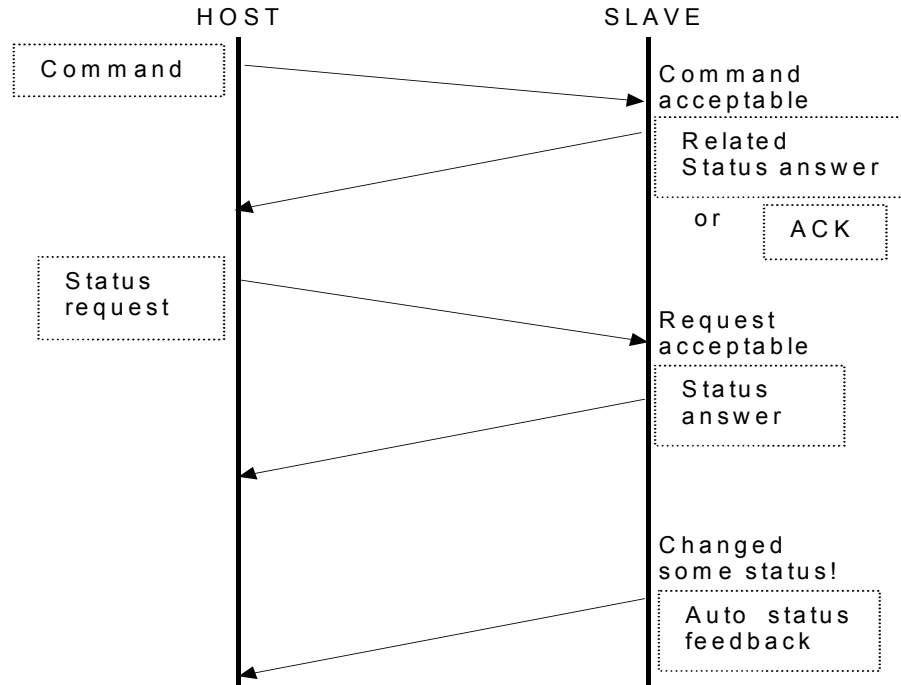 HOST
SLAVE
Command
Command
acceptable
Related
Status answer
or
ACK
Status
request
Request
acceptable
Status
answer
Changed
some status!
Auto status
feedback